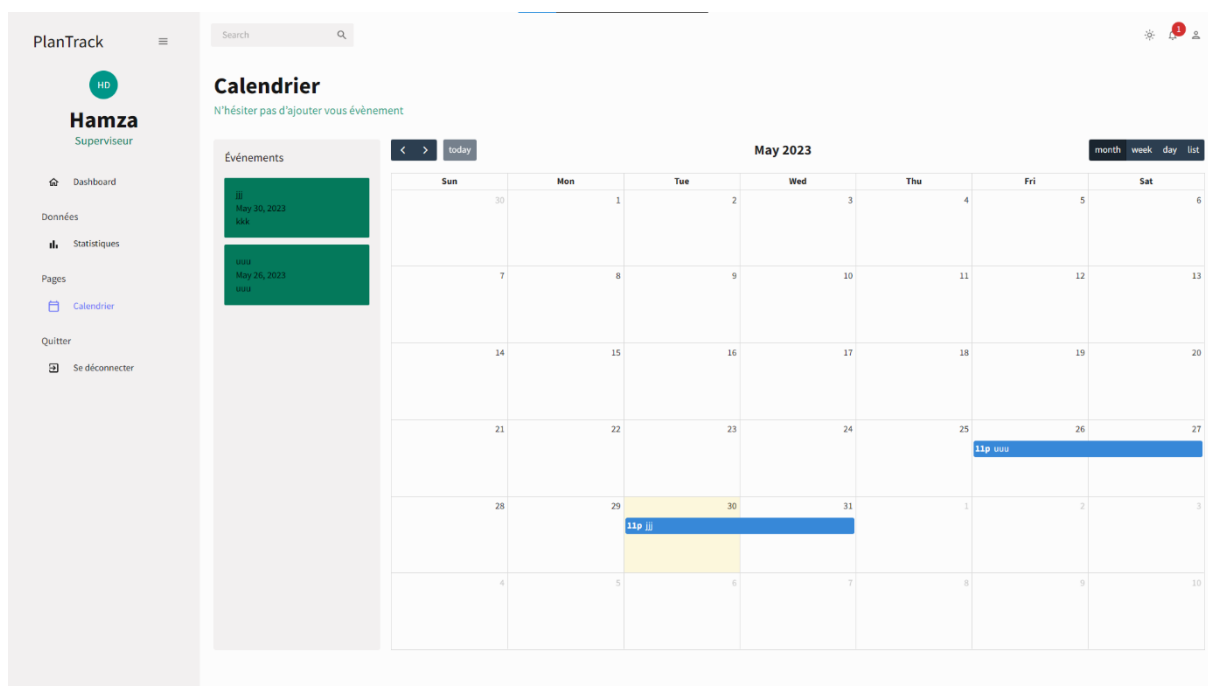 PlanTrack
HD
Hamza
Superviseur
Dashboard
Données
Statistiques
Pages
Calendrier
Quitter
Se déconnecter
Search
1
Calendrier
N'hésiter pas d'ajouter vous évènement
Événements
jjj
May 30, 2023
kkk
uuu
May 26, 2023
uuu
today
May 2023
month week day list
Sun Mon Tue Wed Thu Fri Sat
30 1 2 3 4 5 6
7 8 9 10 11 12 13
14 15 16 17 18 19 20
21 22 23 24 25 26 27
11p uuu
28 29 30 31 1 2 3
11p jjj
4 5 6 7 8 9 10